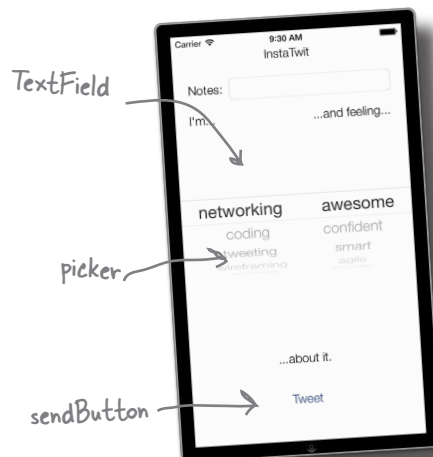 Carrier 9:30 AM
InstaTwit
TextField
Notes:
I'm... ...and feeling...
networking awesome
coding confident
tweeting smart
picker
agile
...about it.
sendButton
Tweet